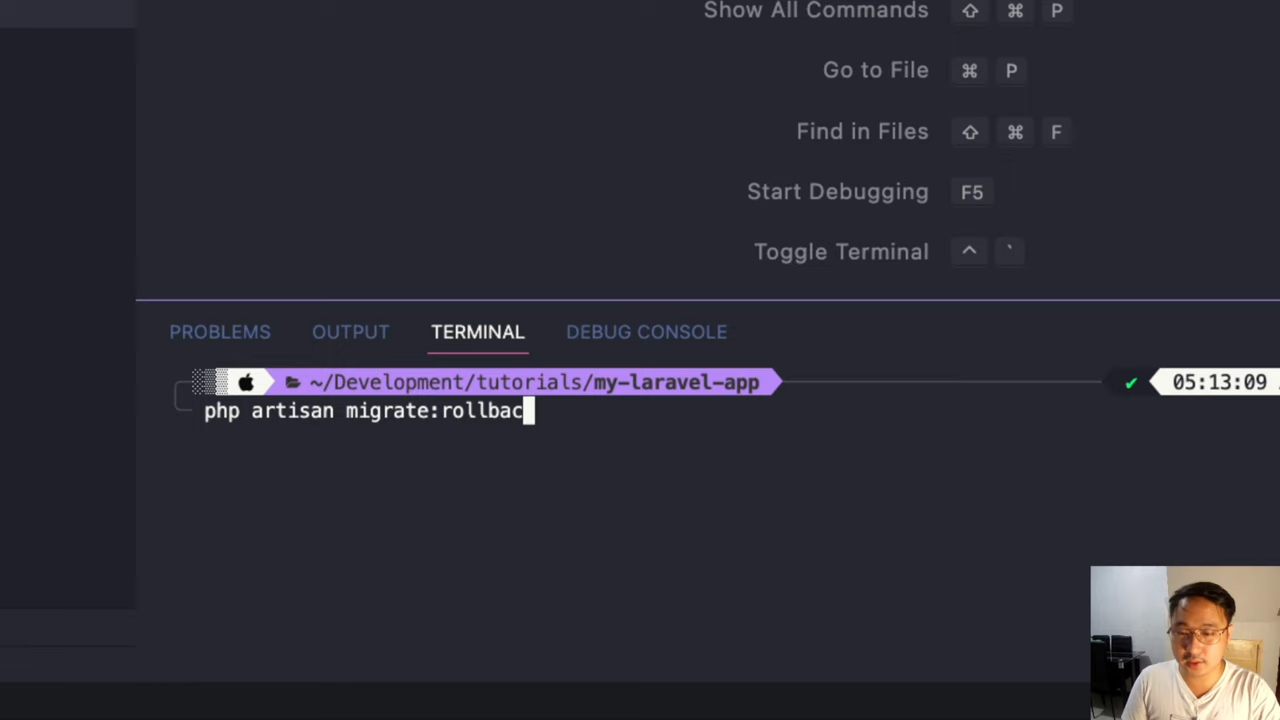 Show All Commands ⇧ ⌘ P
Go to File ⌘ P
Find in Files ⇧ ⌘ F
Start Debugging F5
Toggle Terminal ^ `
PROBLEMS OUTPUT TERMINAL DEBUG CONSOLE
~/Development/tutorials/my-laravel-app ✔ 05:13:09
php artisan migrate:rollbac